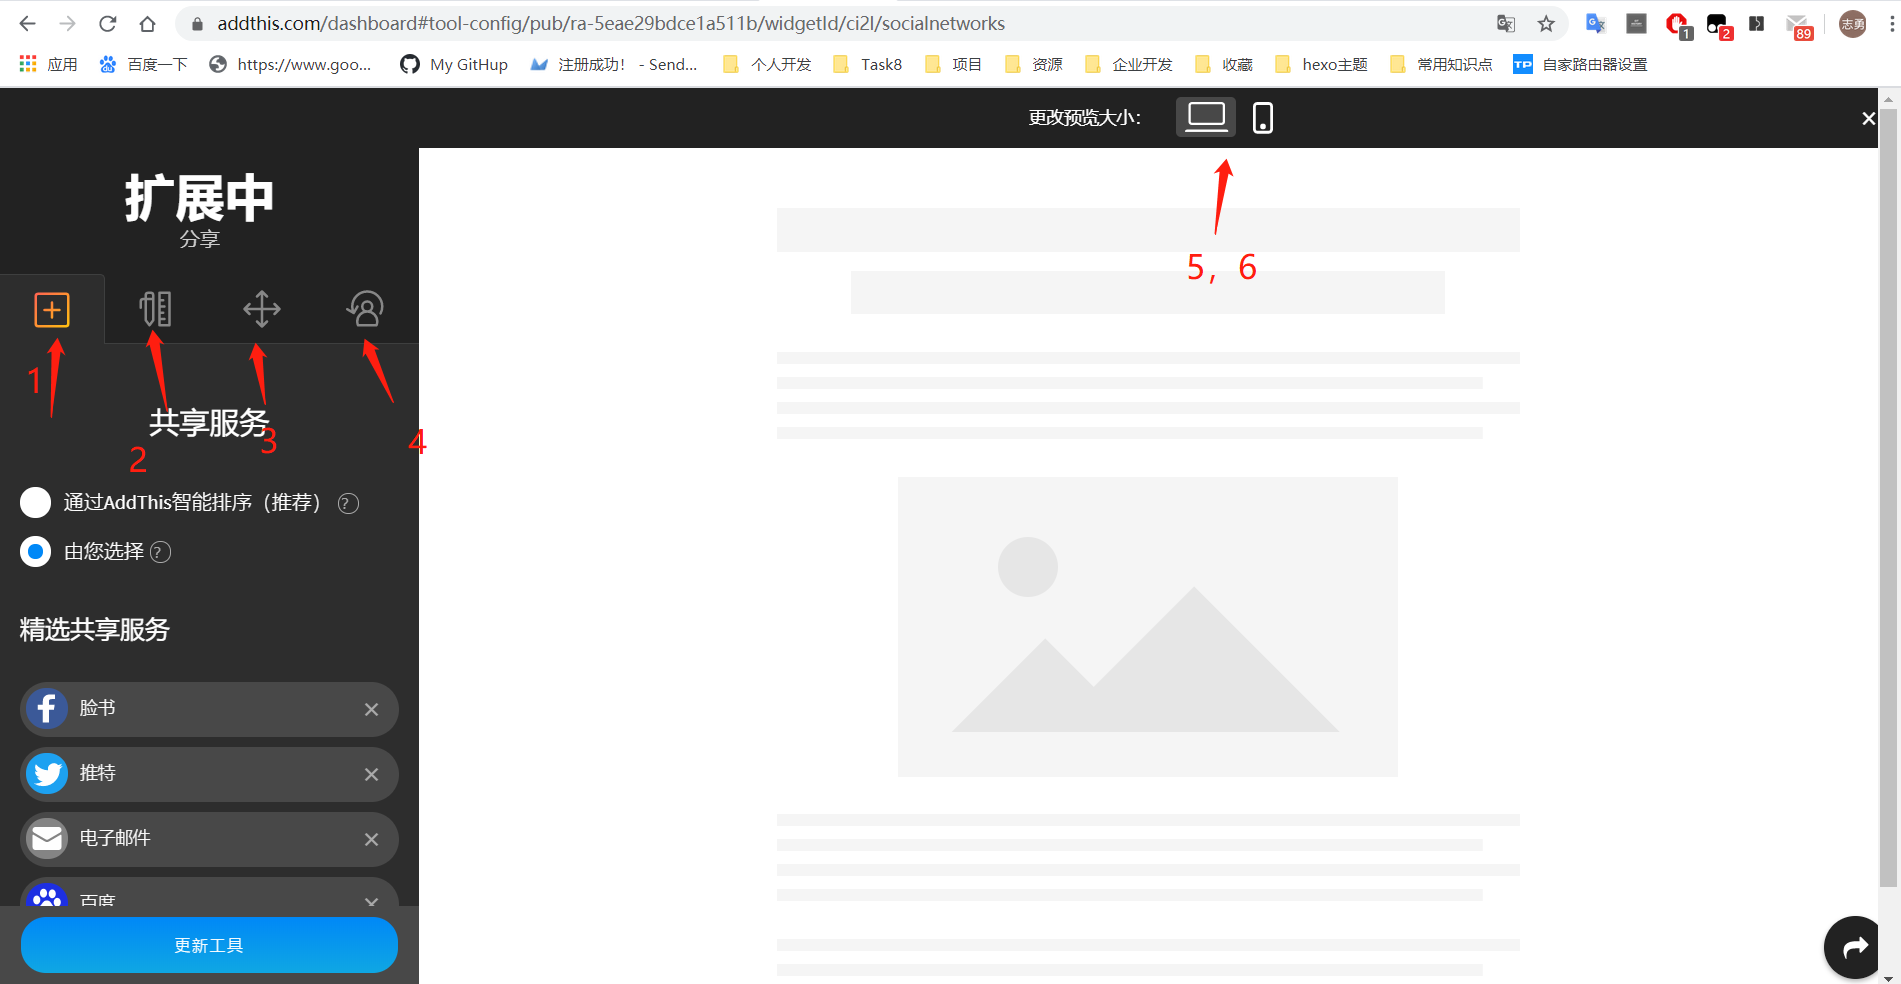 addthis.com/dashboard#tool-config/pub/ra-5eae29bdce1a511b/widgetId/ci2l/socialnetworks
1
2
89
志勇
应用
百度一下
https://www.goo...
My GitHup
注册成功！ - Send...
个人开发
Task8
项目
资源
企业开发
收藏
hexo主题
常用知识点
TP
自家路由器设置
更改预览大小：
扩展中
分享
5，6
1
2
3
4
共享服务
通过AddThis智能排序（推荐） ?
由您选择 ?
精选共享服务
脸书
推特
电子邮件
百度
更新工具